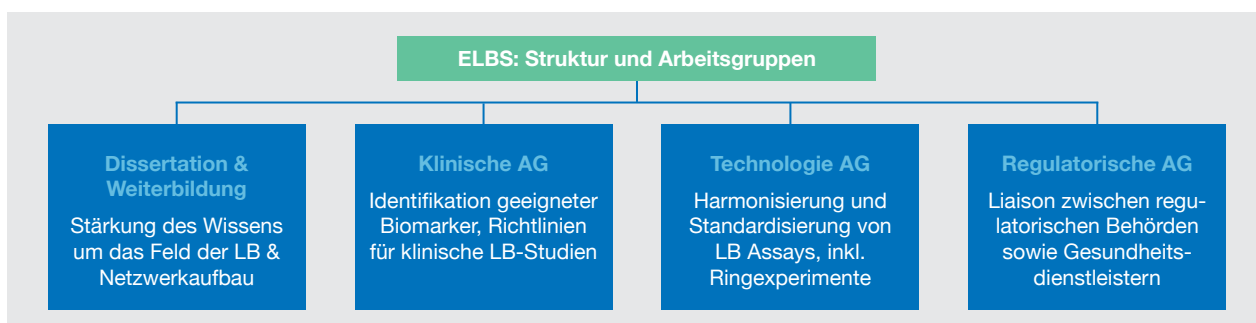 ELBS: Struktur und Arbeitsgruppen
Dissertation &
Weiterbildung
Stärkung des Wissens
um das Feld der LB &
Netzwerkaufbau
Klinische AG
Identifikation geeigneter
Biomarker, Richtlinien
für klinische LB-Studien
Technologie AG
Harmonisierung und
Standardisierung von
LB Assays, inkl.
Ringexperimente
Regulatorische AG
Liaison zwischen regu-
latorischen Behörden
sowie Gesundheits-
dienstleistern